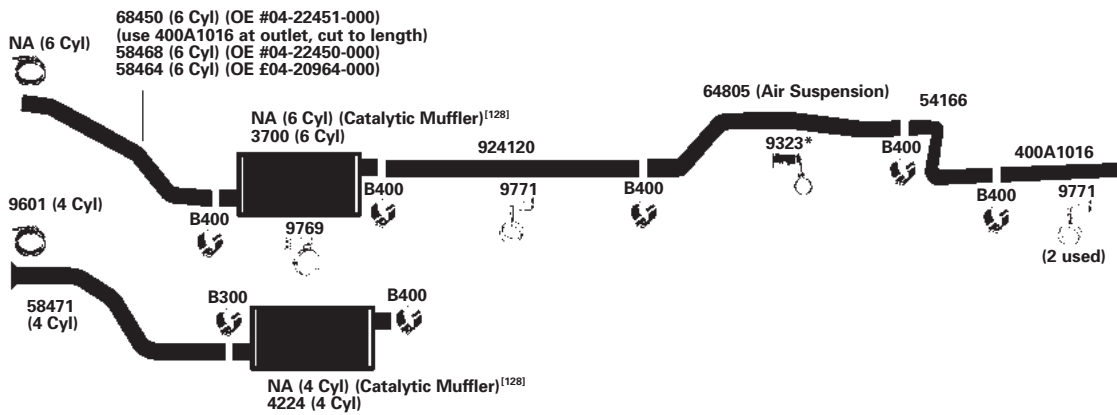 68450 (6 Cyl) (OE #04-22451-000)
(use 400A1016 at outlet, cut to length)
58468 (6 Cyl) (OE #04-22450-000)
58464 (6 Cyl) (OE £04-20964-000)
NA (6 Cyl)
NA (6 Cyl) (Catalytic Muffler)[128]
3700 (6 Cyl)
64805 (Air Suspension)
54166
924120
9323*
B400
400A1016
B400
B400
9771
B400
B400
9771
(2 used)
9769
9601 (4 Cyl)
58471
(4 Cyl)
B300
B400
NA (4 Cyl) (Catalytic Muffler)[128]
4224 (4 Cyl)